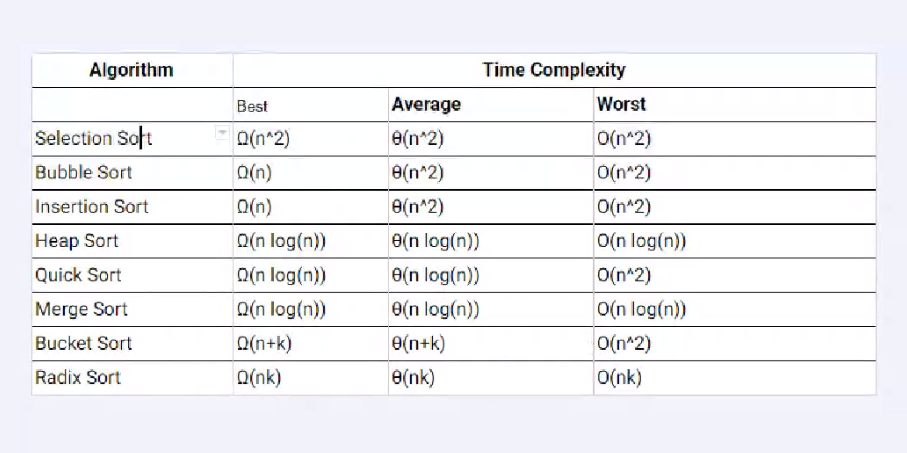 Algorithm Time Complexity
Best Average Worst
Selection Sort Ω(n^2) θ(n^2) O(n^2)
Bubble Sort Ω(n) θ(n^2) O(n^2)
Insertion Sort Ω(n) θ(n^2) O(n^2)
Heap Sort Ω(n log(n)) θ(n log(n)) O(n log(n))
Quick Sort Ω(n log(n)) θ(n log(n)) O(n^2)
Merge Sort Ω(n log(n)) θ(n log(n)) O(n log(n))
Bucket Sort Ω(n+k) θ(n+k) O(n^2)
Radix Sort Ω(nk) θ(nk) O(nk)